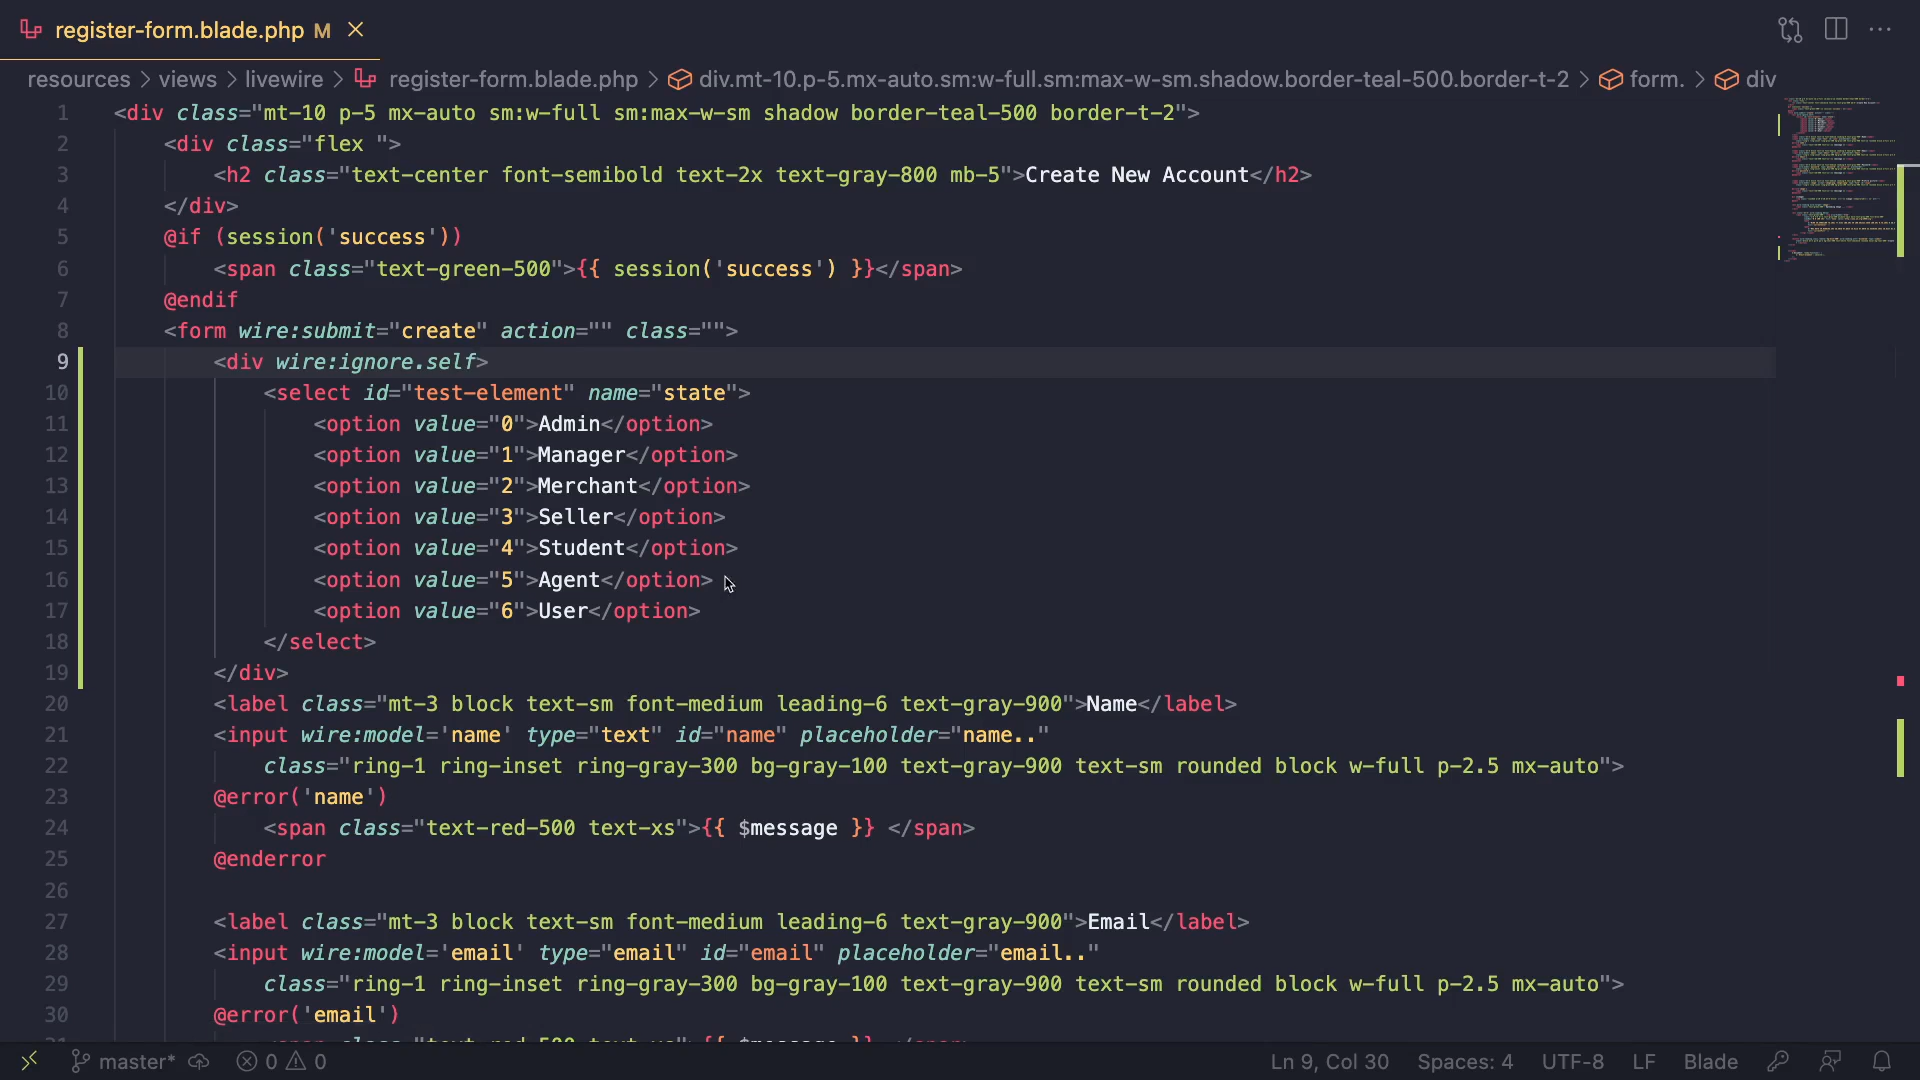 register-form.blade.php M
resources > views > livewire > register-form.blade.php > div.mt-10.p-5.mx-auto.sm:w-full.sm:max-w-sm.shadow.border-teal-500.border-t-2 > form. > div
1 <div class="mt-10 p-5 mx-auto sm:w-full sm:max-w-sm shadow border-teal-500 border-t-2">
2 <div class="flex ">
3 <h2 class="text-center font-semibold text-2x text-gray-800 mb-5">Create New Account</h2>
4 </div>
5 @if (session('success'))
6 <span class="text-green-500">{{ session('success') }}</span>
7 @endif
8 <form wire:submit="create" action="" class="">
9 <div wire:ignore.self>
10 <select id="test-element" name="state">
11 <option value="0">Admin</option>
12 <option value="1">Manager</option>
13 <option value="2">Merchant</option>
14 <option value="3">Seller</option>
15 <option value="4">Student</option>
16 <option value="5">Agent</option>
17 <option value="6">User</option>
18 </select>
19 </div>
20 <label class="mt-3 block text-sm font-medium leading-6 text-gray-900">Name</label>
21 <input wire:model='name' type="text" id="name" placeholder="name.."
22 class="ring-1 ring-inset ring-gray-300 bg-gray-100 text-gray-900 text-sm rounded block w-full p-2.5 mx-auto">
23 @error('name')
24 <span class="text-red-500 text-xs">{{ $message }} </span>
25 @enderror
26
27 <label class="mt-3 block text-sm font-medium leading-6 text-gray-900">Email</label>
28 <input wire:model='email' type="email" id="email" placeholder="email.."
29 class="ring-1 ring-inset ring-gray-300 bg-gray-100 text-gray-900 text-sm rounded block w-full p-2.5 mx-auto">
30 @error('email')
master* 0 0 Ln 9, Col 30 Spaces: 4 UTF-8 LF Blade